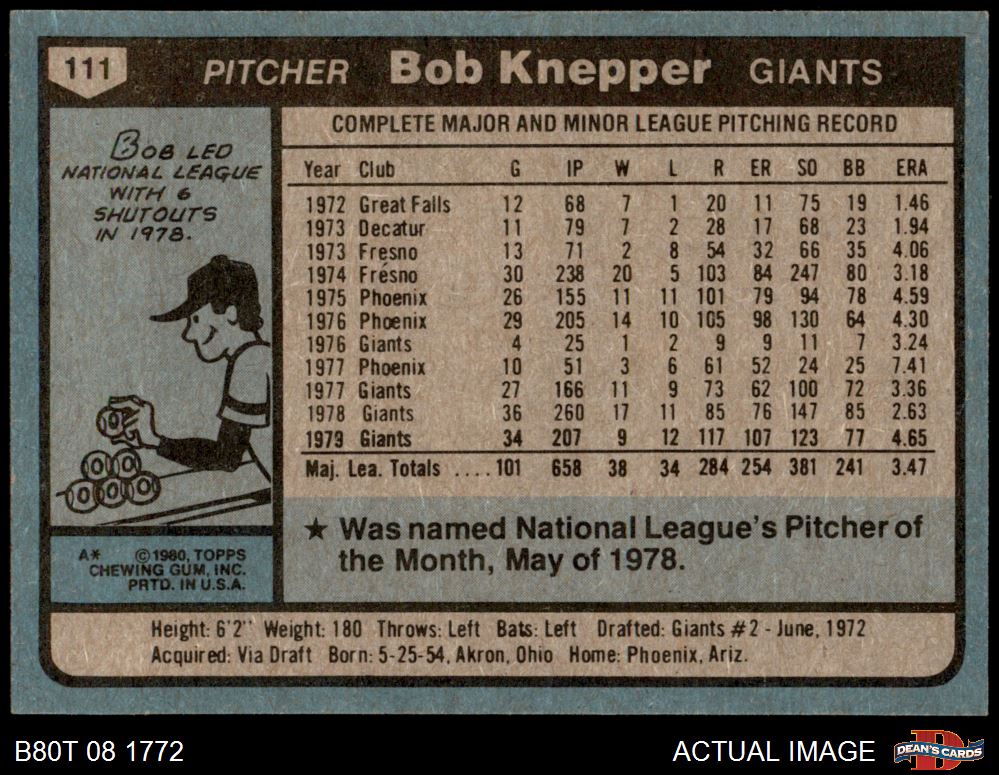 111 PITCHER Bob Knepper GIANTS
BOB LED
NATIONAL LEAGUE
WITH 6
SHUTOUTS
IN 1978.
COMPLETE MAJOR AND MINOR LEAGUE PITCHING RECORD
Year Club G IP W L R ER SO BB ERA
1972 Great Falls 12 68 7 1 20 11 75 19 1.46
1973 Decatur 11 79 7 2 28 17 68 23 1.94
1973 Fresno 13 71 2 8 54 32 66 35 4.06
1974 Fresno 30 238 20 5 103 84 247 80 3.18
1975 Phoenix 26 155 11 11 101 79 94 78 4.59
1976 Phoenix 29 205 14 10 105 98 130 64 4.30
1976 Giants 4 25 1 2 9 9 11 7 3.24
1977 Phoenix 10 51 3 6 61 52 24 25 7.41
1977 Giants 27 166 11 9 73 62 100 72 3.36
1978 Giants 36 260 17 11 85 76 147 85 2.63
1979 Giants 34 207 9 12 117 107 123 77 4.65
Maj. Lea. Totals .... 101 658 38 34 284 254 381 241 3.47
★ Was named National League's Pitcher of
the Month, May of 1978.
A* ©1980, TOPPS
CHEWING GUM, INC.
PRTD. IN U.S.A.
Height: 6'2" Weight: 180 Throws: Left Bats: Left Drafted: Giants #2 - June, 1972
Acquired: Via Draft Born: 5-25-54, Akron, Ohio Home: Phoenix, Ariz.
B80T 08 1772 ACTUAL IMAGE D DEAN'S CARDS